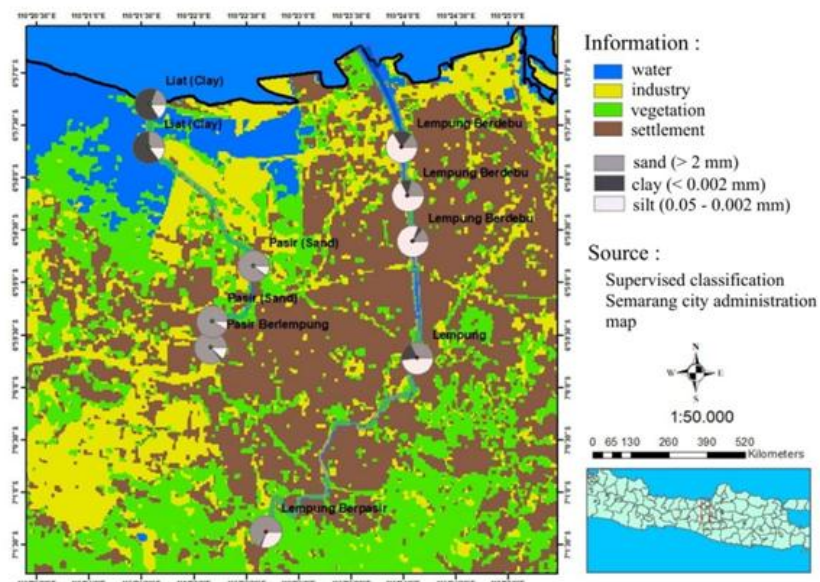 Liat (Clay)
Liat (Clay)
Lempung Berdebu
Lempung Berdebu
Lempung Berdebu
Pasir (Sand)
Pasir (Sand)
Pasir Berlempung
Lempung
Lempung Berpasir
Information :
water
industry
vegetation
settlement
sand (> 2 mm)
clay (< 0.002 mm)
silt (0.05 - 0.002 mm)
Source :
Supervised classification
Semarang city administration
map
N
W
E
S
1:50.000
0 65 130 260 390 520
Kilometers